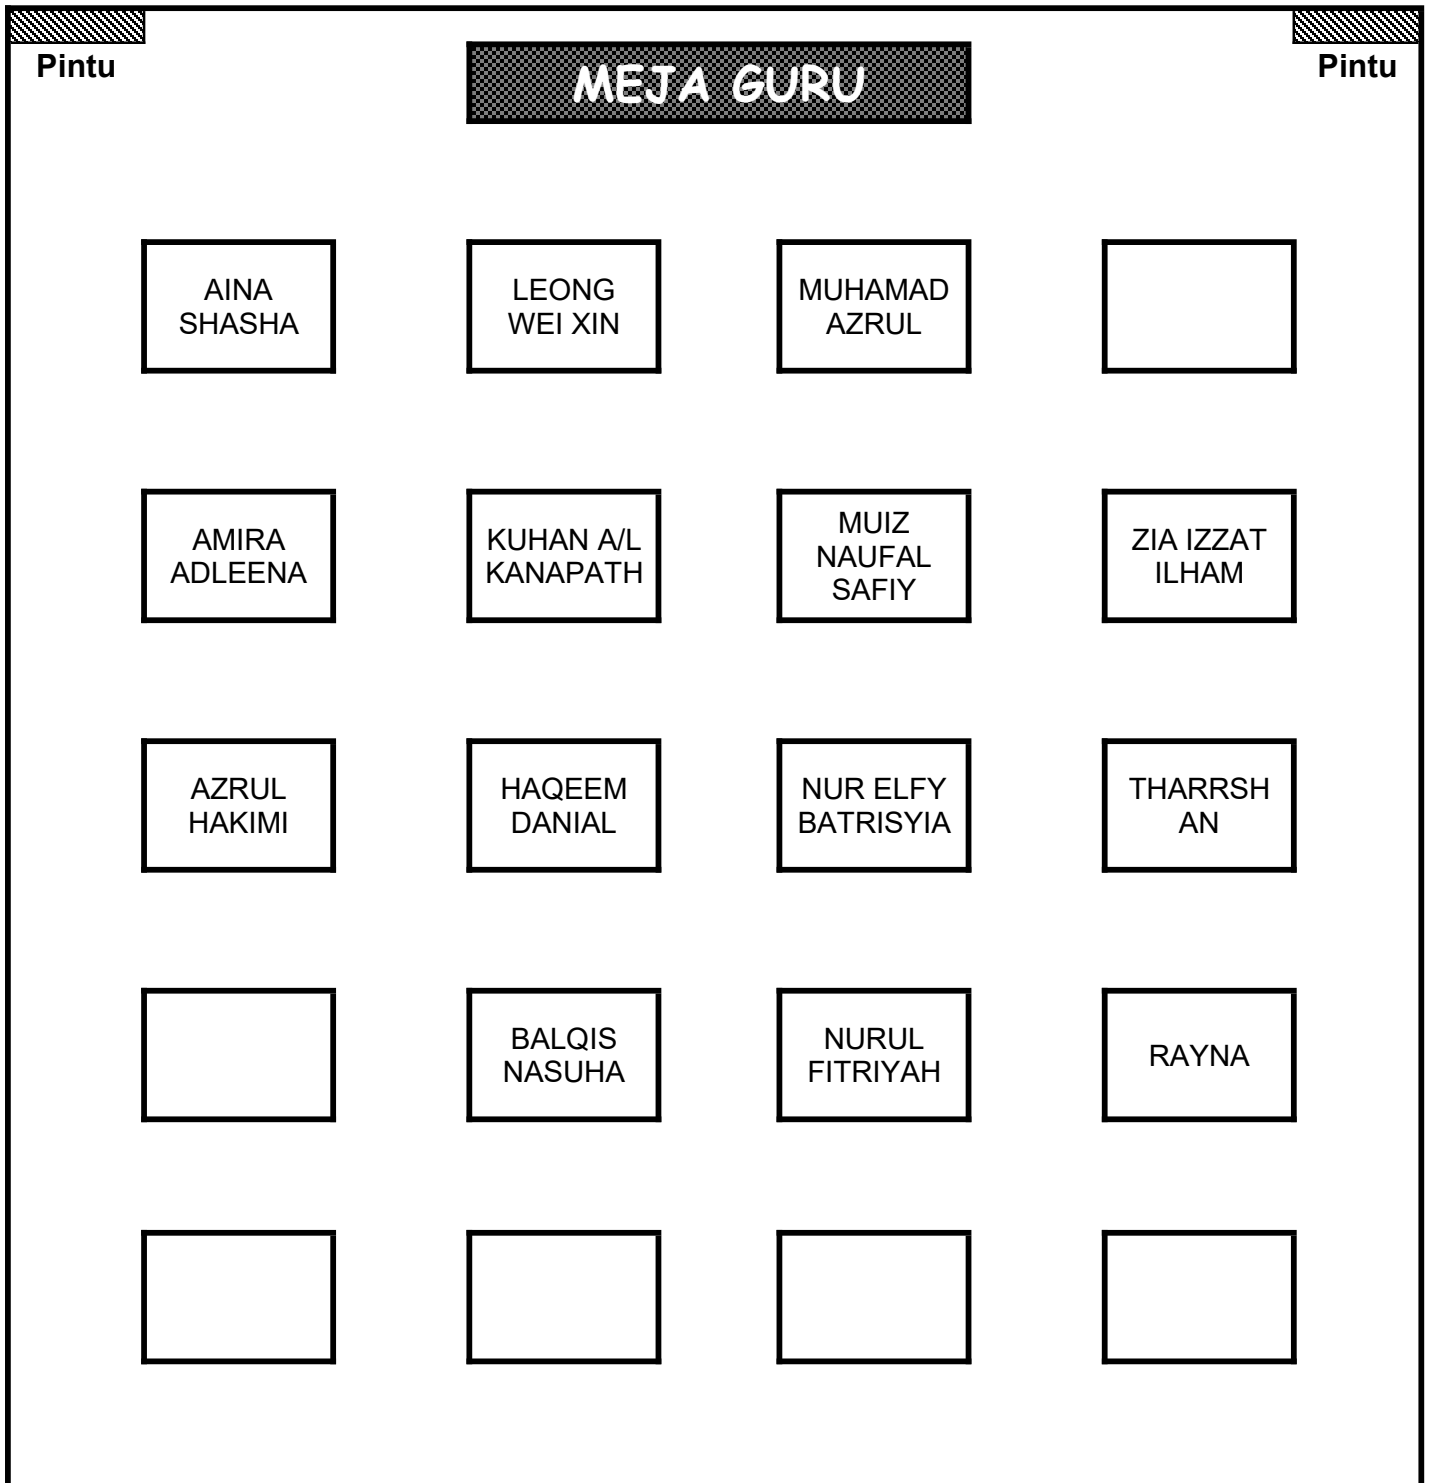 Pintu
MEJA GURU
Pintu
AINA
SHASHA
LEONG
WEI XIN
MUHAMAD
AZRUL
AMIRA
ADLEENA
KUHAN A/L
KANAPATH
MUIZ
NAUFAL
SAFIY
ZIA IZZAT
ILHAM
AZRUL
HAKIMI
HAQEEM
DANIAL
NUR ELFY
BATRISYIA
THARRSH
AN
BALQIS
NASUHA
NURUL
FITRIYAH
RAYNA